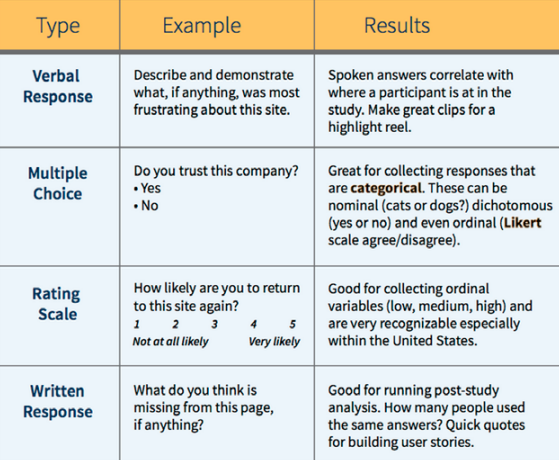 Type Example Results
Verbal
Response
Describe and demonstrate
what, if anything, was most
frustrating about this site.
Spoken answers correlate with
where a participant is at in the
study. Make great clips for a
highlight reel.
Multiple
Choice
Do you trust this company?
• Yes
• No
Great for collecting responses that
are categorical. These can be
nominal (cats or dogs?) dichotomous
(yes or no) and even ordinal (Likert
scale agree/disagree).
Rating
Scale
How likely are you to return
to this site again?
1 2 3 4 5
Not at all likely Very likely
Good for collecting ordinal
variables (low, medium, high) and
are very recognizable especially
within the United States.
Written
Response
What do you think is
missing from this page,
if anything?
Good for running post-study
analysis. How many people used
the same answers? Quick quotes
for building user stories.